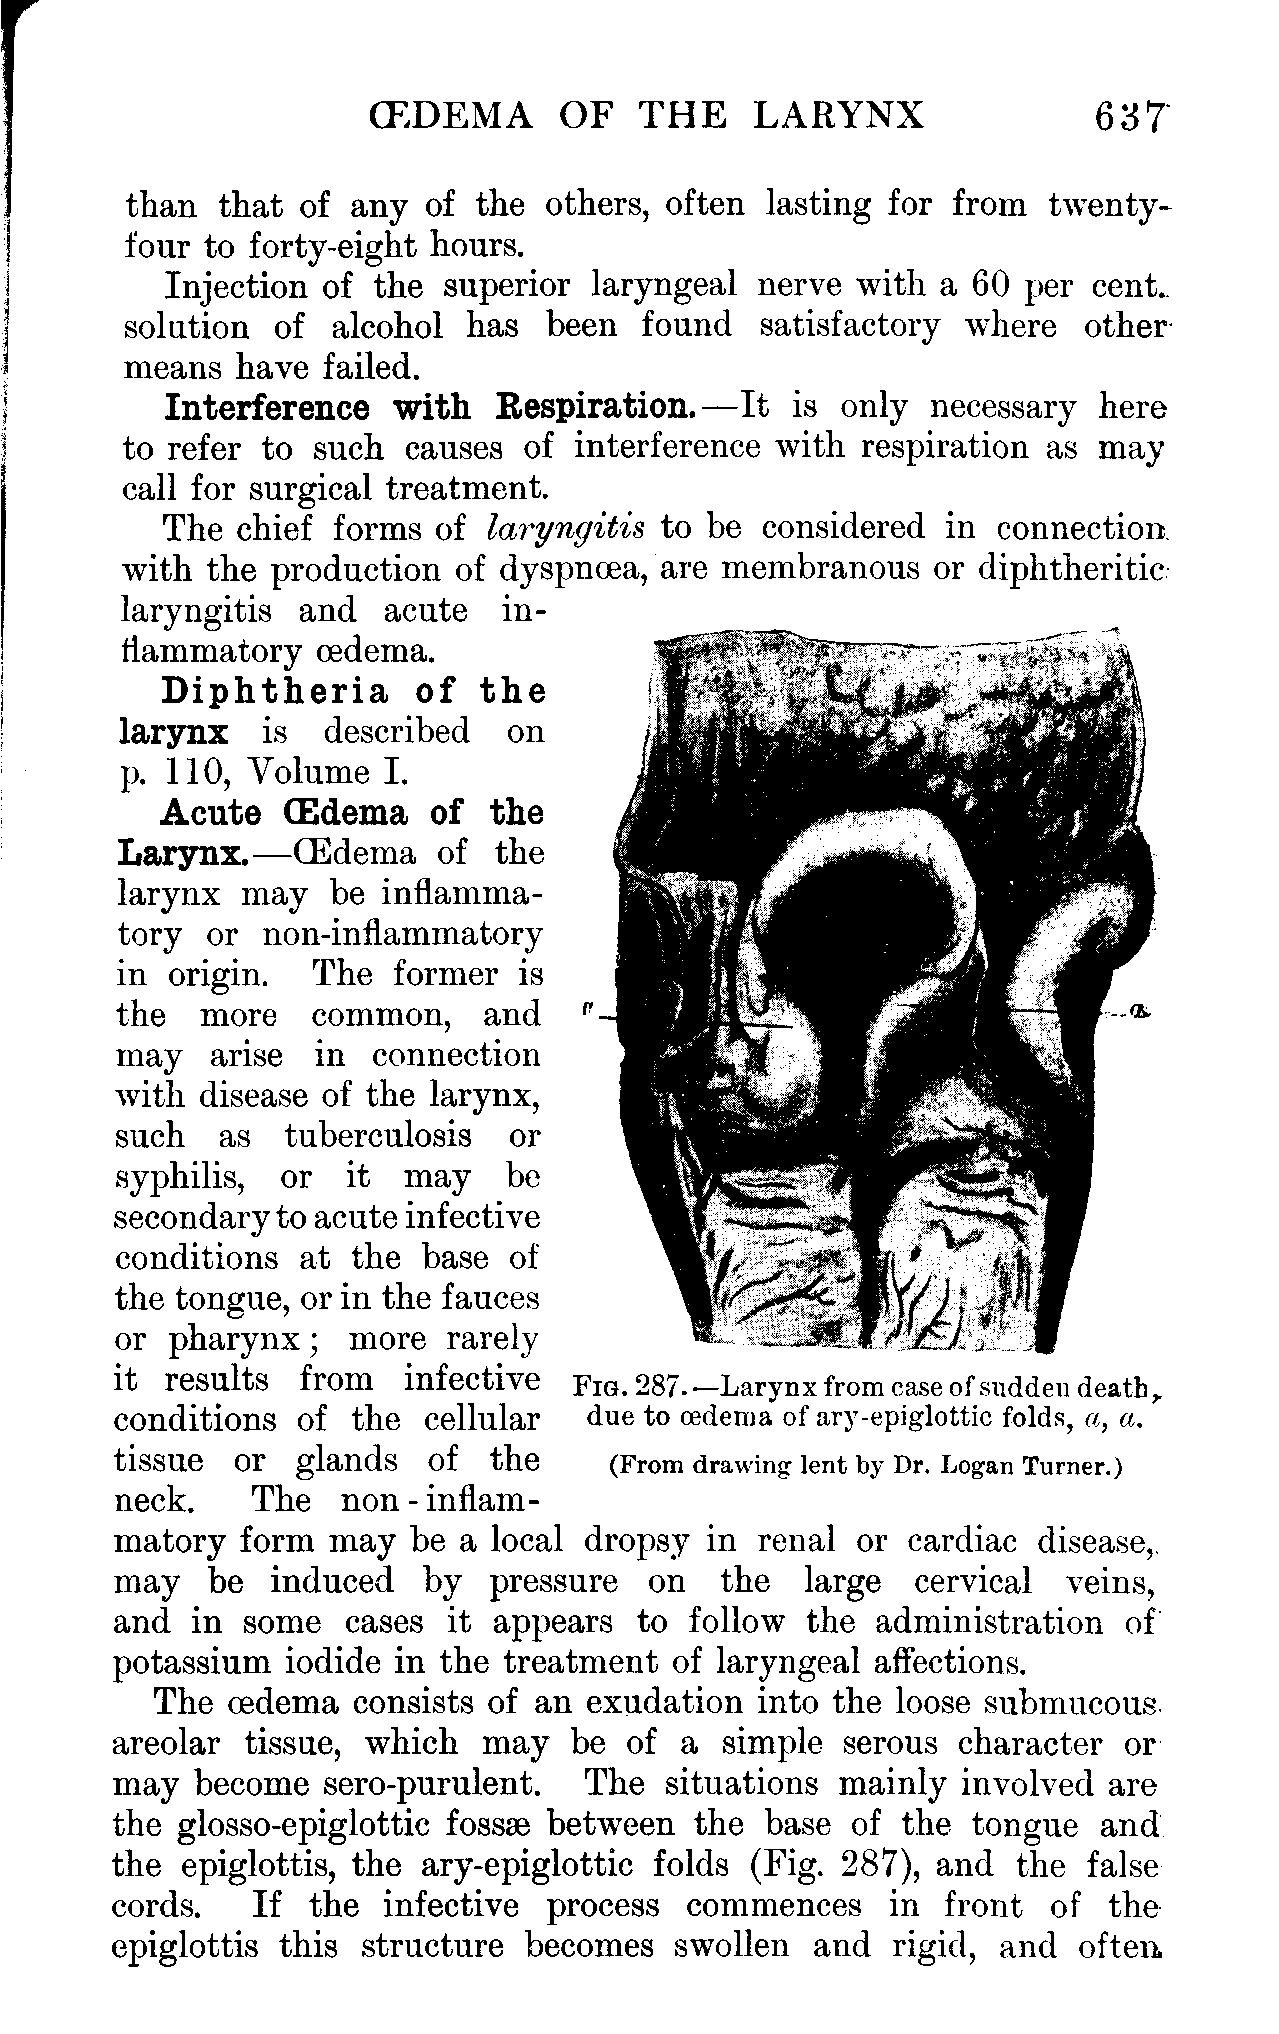 ŒDEMA OF THE LARYNX 637
than that of any of the others, often lasting for from twenty-
four to forty-eight hours.
Injection of the superior laryngeal nerve with a 60 per cent.
solution of alcohol has been found satisfactory where other
means have failed.
Interference with Respiration.—It is only necessary here
to refer to such causes of interference with respiration as may
call for surgical treatment.
The chief forms of laryngitis to be considered in connection
with the production of dyspnœa, are membranous or diphtheritic
laryngitis and acute in-
flammatory œdema.
Diphtheria of the
larynx is described on
p. 110, Volume I.
Acute Œdema of the
Larynx.—Œdema of the
larynx may be inflamma-
tory or non-inflammatory
in origin. The former is
the more common, and
may arise in connection
with disease of the larynx,
such as tuberculosis or
syphilis, or it may be
secondary to acute infective
conditions at the base of
the tongue, or in the fauces
or pharynx; more rarely
it results from infective
conditions of the cellular
tissue or glands of the
neck. The non-inflam-
a
Fig. 287.—Larynx from case of sudden death,
due to œdema of ary-epiglottic folds, a, a.
(From drawing lent by Dr. Logan Turner.)
matory form may be a local dropsy in renal or cardiac disease,
may be induced by pressure on the large cervical veins,
and in some cases it appears to follow the administration of
potassium iodide in the treatment of laryngeal affections.
The œdema consists of an exudation into the loose submucous
areolar tissue, which may be of a simple serous character or
may become sero-purulent. The situations mainly involved are
the glosso-epiglottic fossæ between the base of the tongue and
the epiglottis, the ary-epiglottic folds (Fig. 287), and the false
cords. If the infective process commences in front of the
epiglottis this structure becomes swollen and rigid, and often